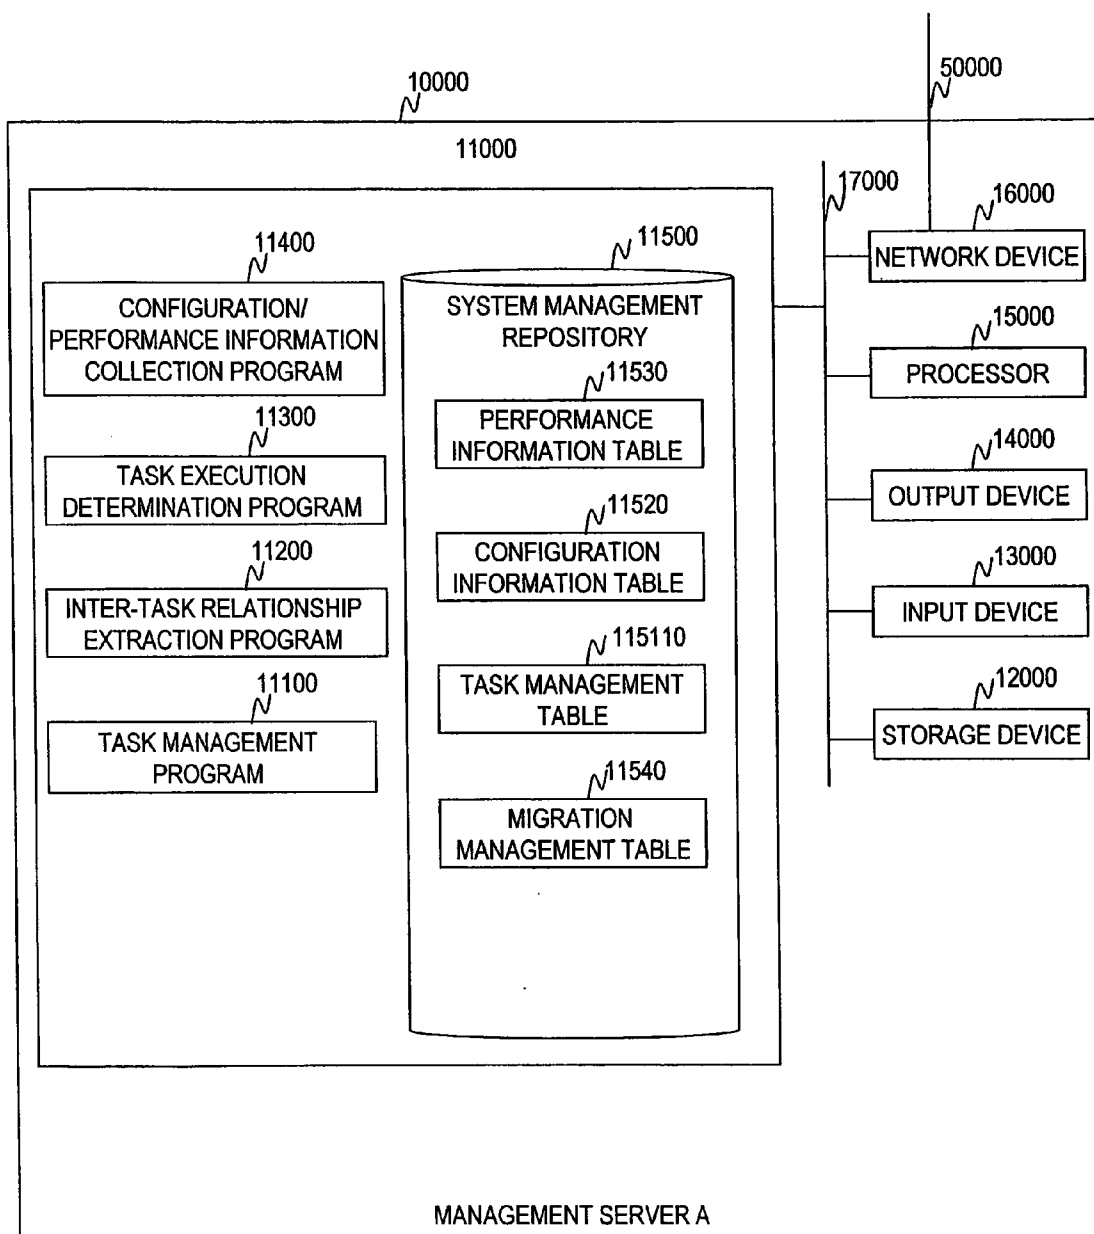 10000
50000
11000
17000
16000
NETWORK DEVICE
11400
CONFIGURATION/
PERFORMANCE INFORMATION
COLLECTION PROGRAM
11500
SYSTEM MANAGEMENT
REPOSITORY
15000
PROCESSOR
11530
PERFORMANCE
INFORMATION TABLE
11300
TASK EXECUTION
DETERMINATION PROGRAM
14000
OUTPUT DEVICE
11520
CONFIGURATION
INFORMATION TABLE
11200
INTER-TASK RELATIONSHIP
EXTRACTION PROGRAM
13000
INPUT DEVICE
115110
TASK MANAGEMENT
TABLE
11100
TASK MANAGEMENT
PROGRAM
12000
STORAGE DEVICE
11540
MIGRATION
MANAGEMENT TABLE
MANAGEMENT SERVER A